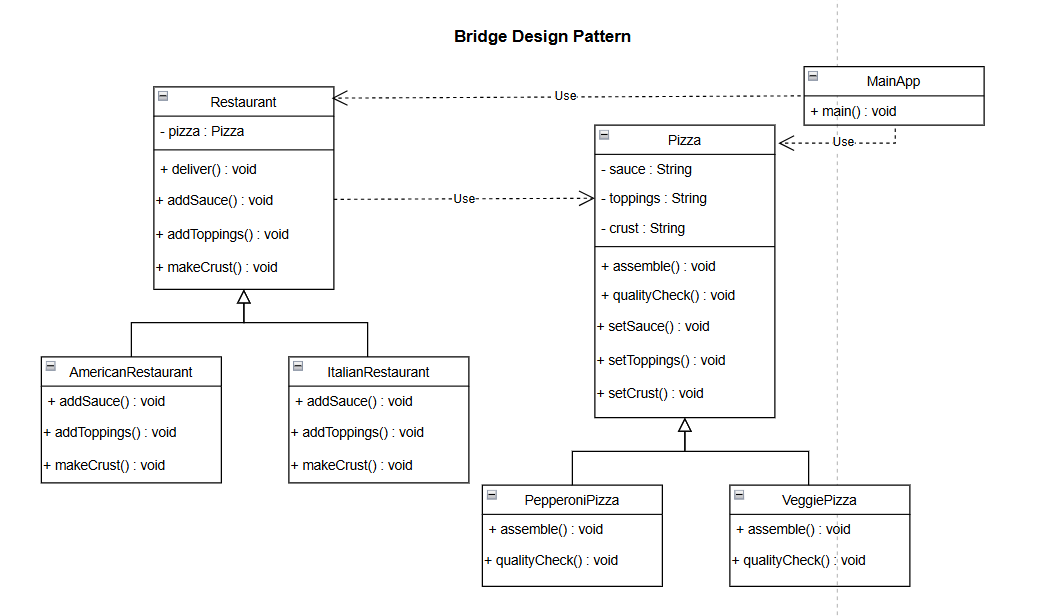 Bridge Design Pattern
MainApp
+ main() : void
Use
Use
Restaurant
- pizza : Pizza
+ deliver() : void
+ addSauce() : void
+ addToppings() : void
+ makeCrust() : void
Use
Pizza
- sauce : String
- toppings : String
- crust : String
+ assemble() : void
+ qualityCheck() : void
+ setSauce() : void
+ setToppings() : void
+ setCrust() : void
AmericanRestaurant
+ addSauce() : void
+ addToppings() : void
+ makeCrust() : void
ItalianRestaurant
+ addSauce() : void
+ addToppings() : void
+ makeCrust() : void
PepperoniPizza
+ assemble() : void
+ qualityCheck() : void
VeggiePizza
+ assemble() : void
+ qualityCheck() : void